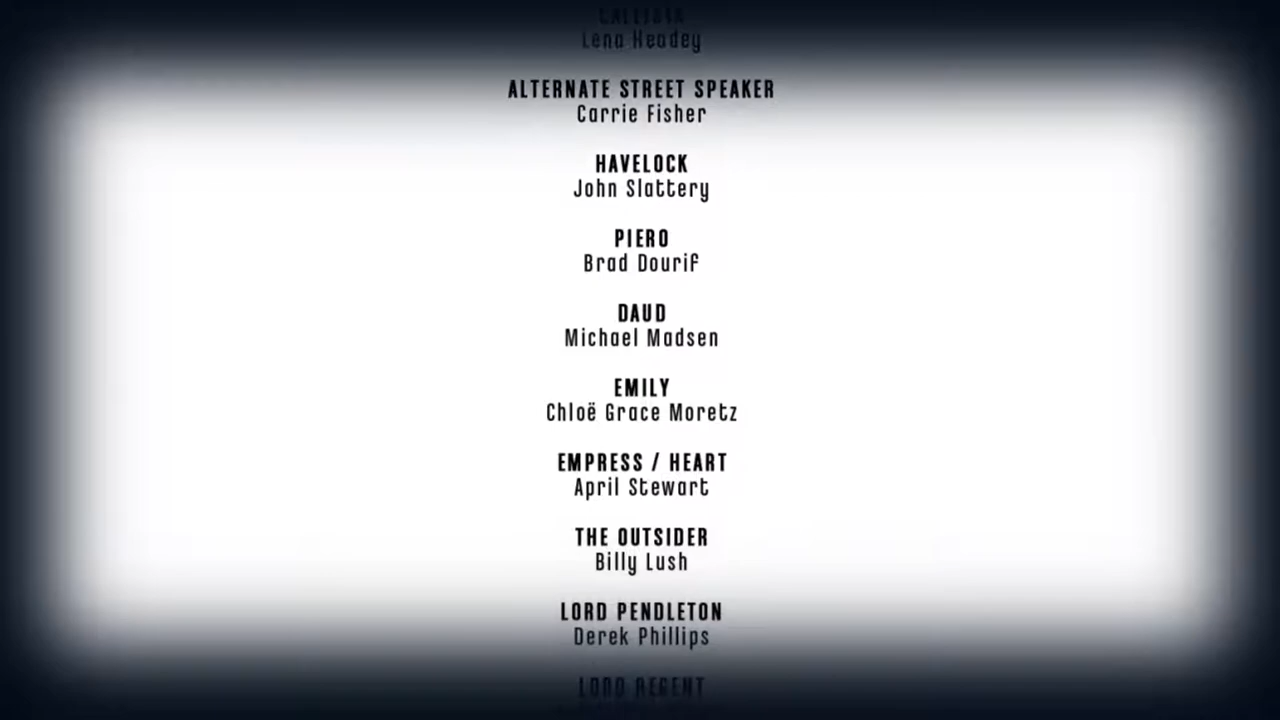 CALLISTA
Lena Headey
ALTERNATE STREET SPEAKER
Carrie Fisher
HAVELOCK
John Slattery
PIERO
Brad Dourif
DAUD
Michael Madsen
EMILY
Chloë Grace Moretz
EMPRESS / HEART
April Stewart
THE OUTSIDER
Billy Lush
LORD PENDLETON
Derek Phillips
LORD REGENT